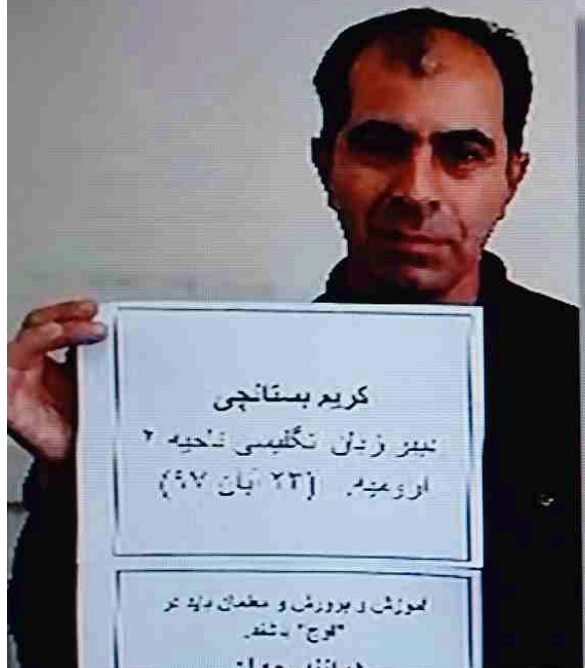 کریم بستانچی
دبیر زبان انگلیسی ناحیه ۲
ارومیه. (۲۳ آبان ۹۷)
آموزش و پرورش و معلمان باید در
"اوج" باشند.